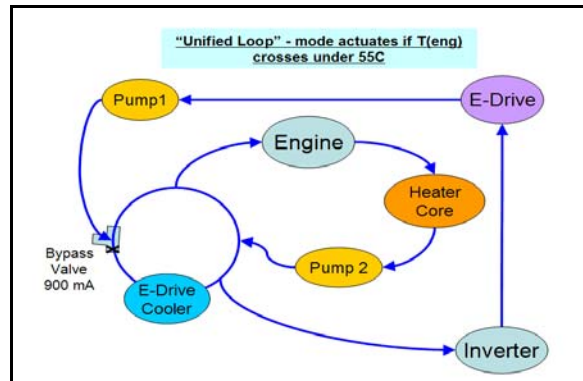 "Unified Loop" - mode actuates if T(eng)
crosses under 55C
Pump1
E-Drive
Engine
Heater
Core
Bypass
Valve
900 mA
Pump 2
E-Drive
Cooler
Inverter